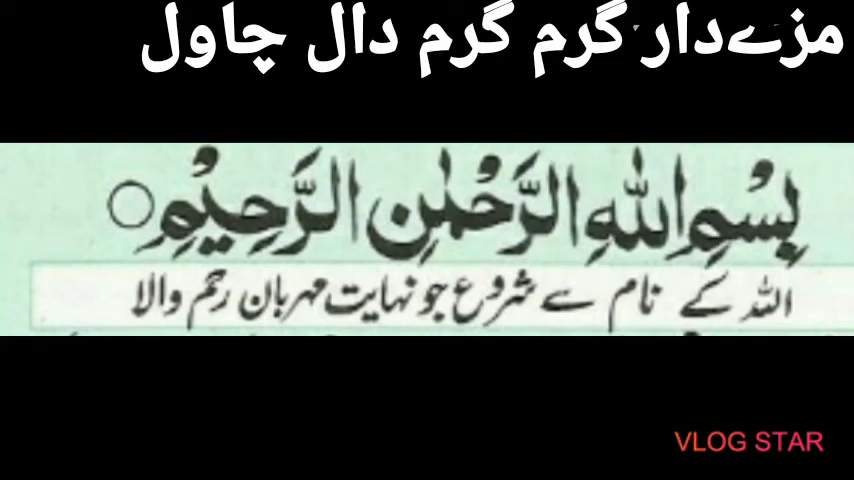 مزےدار گرم گرم دال چاول
بِسْمِ اللّٰهِ الرَّحْمٰنِ الرَّحِيْمِ
اللہ کے نام سے شروع جو نہایت مہربان رحم والا
VLOG STAR